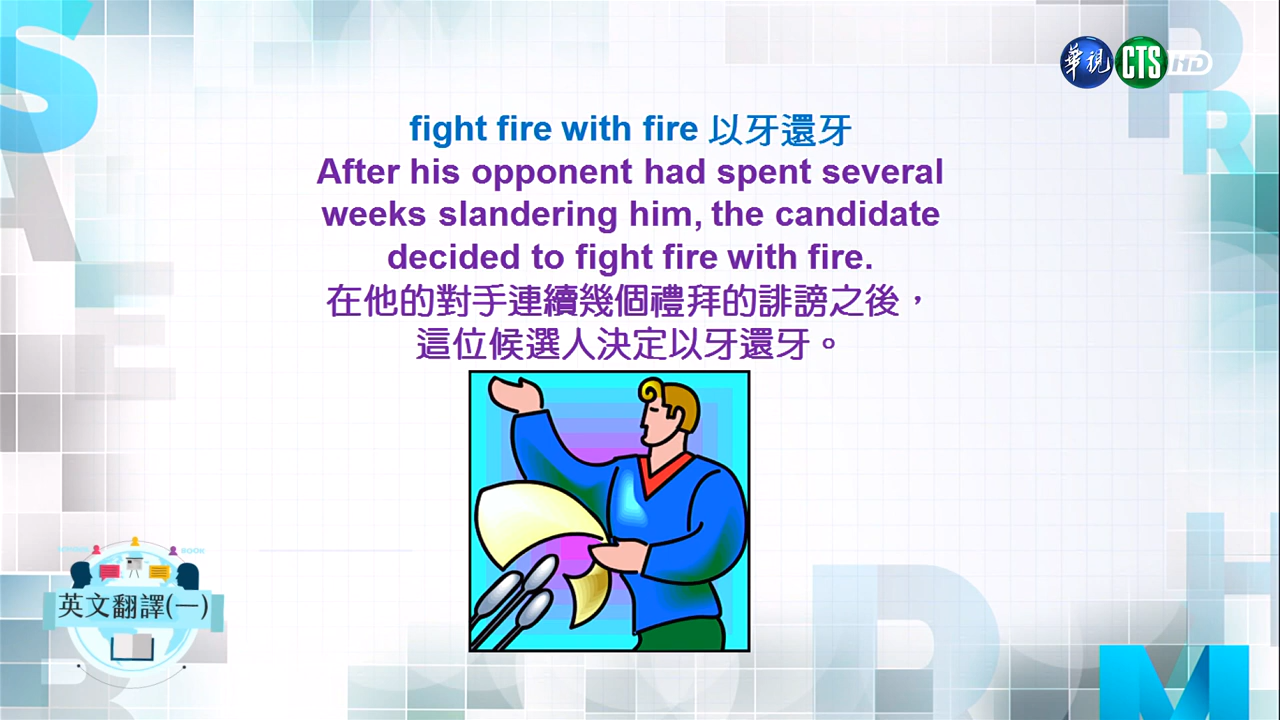 華視 CTS HD
fight fire with fire 以牙還牙
After his opponent had spent several
weeks slandering him, the candidate
decided to fight fire with fire.
在他的對手連續幾個禮拜的誹謗之後，
這位候選人決定以牙還牙。
BOOK
英文翻譯(一)
M